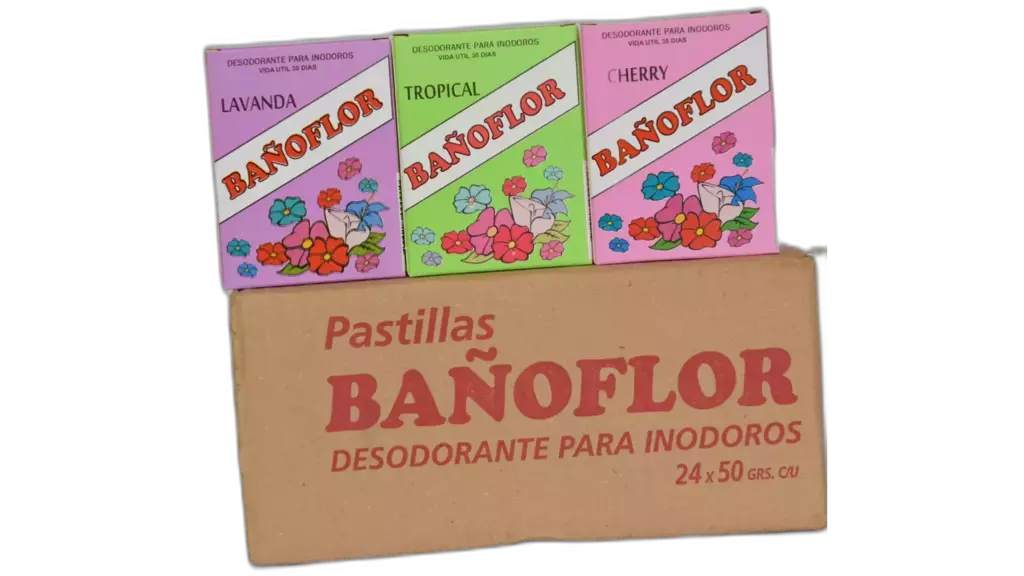 DESODORANTE PARA INODOROS
VIDA UTIL 30 DIAS
LAVANDA
BAÑOFLOR
DESODORANTE PARA INODOROS
VIDA UTIL 30 DIAS
TROPICAL
BAÑOFLOR
DESODORANTE PARA INODOROS
VIDA UTIL 30 DIAS
CHERRY
BAÑOFLOR
Pastillas
BAÑOFLOR
DESODORANTE PARA INODOROS
24 x 50 GRS. C/U